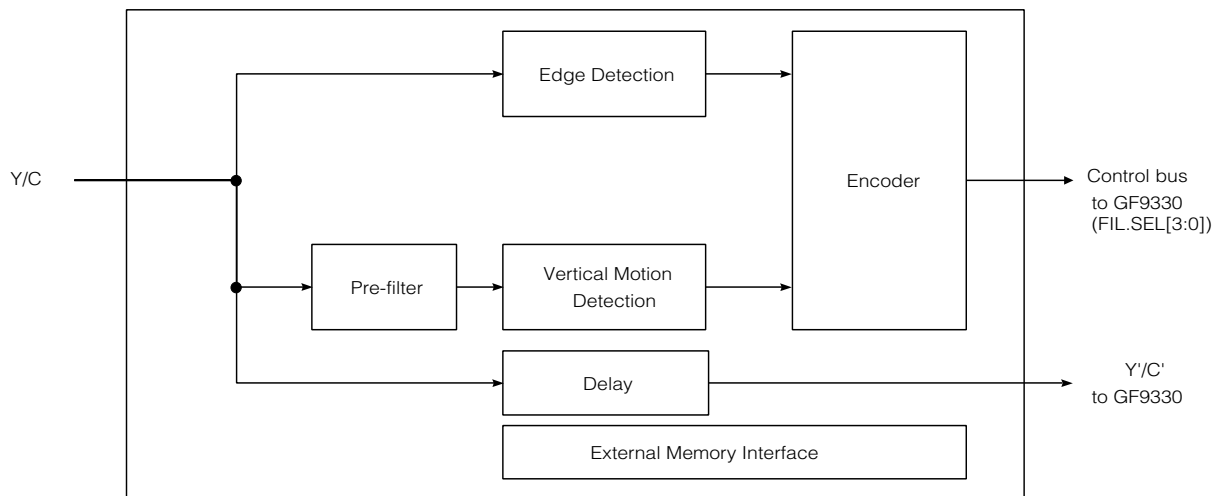 Edge Detection
Y/C
Encoder
Control bus
to GF9330
(FIL.SEL[3:0])
Pre-filter
Vertical Motion
Detection
Delay
Y'/C'
to GF9330
External Memory Interface